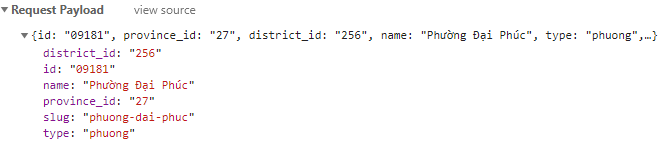 Request Payload view source
{id: "09181", province_id: "27", district_id: "256", name: "Phường Đại Phúc", type: "phuong",…}
district_id: "256"
id: "09181"
name: "Phường Đại Phúc"
province_id: "27"
slug: "phuong-dai-phuc"
type: "phuong"